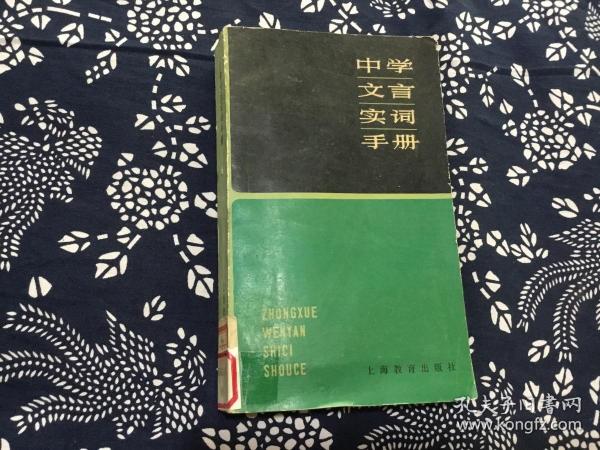 中学
文言
实词
手册
ZHONGXUE
WENYAN
SHICI
SHOUCE
上海教育出版社
孔夫子旧书网
www.kongfz.com